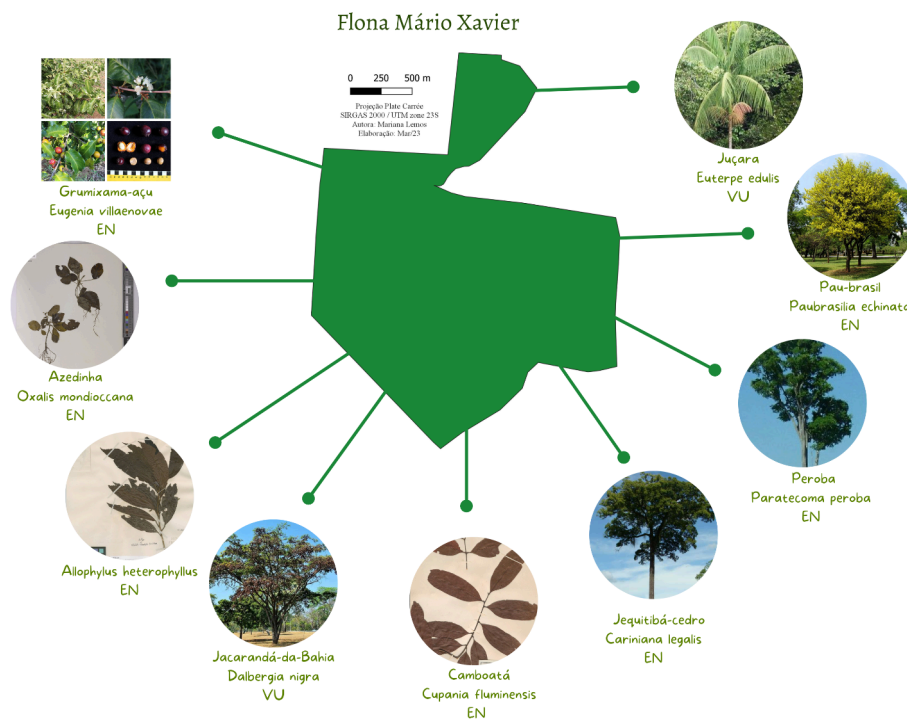 Flona Mário Xavier
0 250 500 m
Projeção Plate Carrée
SIRGAS 2000 / UTM zone 23S
Autora: Mariana Lemos
Elaboração: Mar/23
Juçara
Euterpe edulis
VU
Pau-brasil
Paubrasilia echinata
EN
Peroba
Paratecoma peroba
EN
Jequitibá-cedro
Cariniana legalis
EN
Camboatá
Cupania fluminensis
EN
Jacarandá-da-Bahia
Dalbergia nigra
VU
Allophylus heterophyllus
EN
Azedinha
Oxalis mondioccana
EN
Grumixama-açu
Eugenia villaenovae
EN